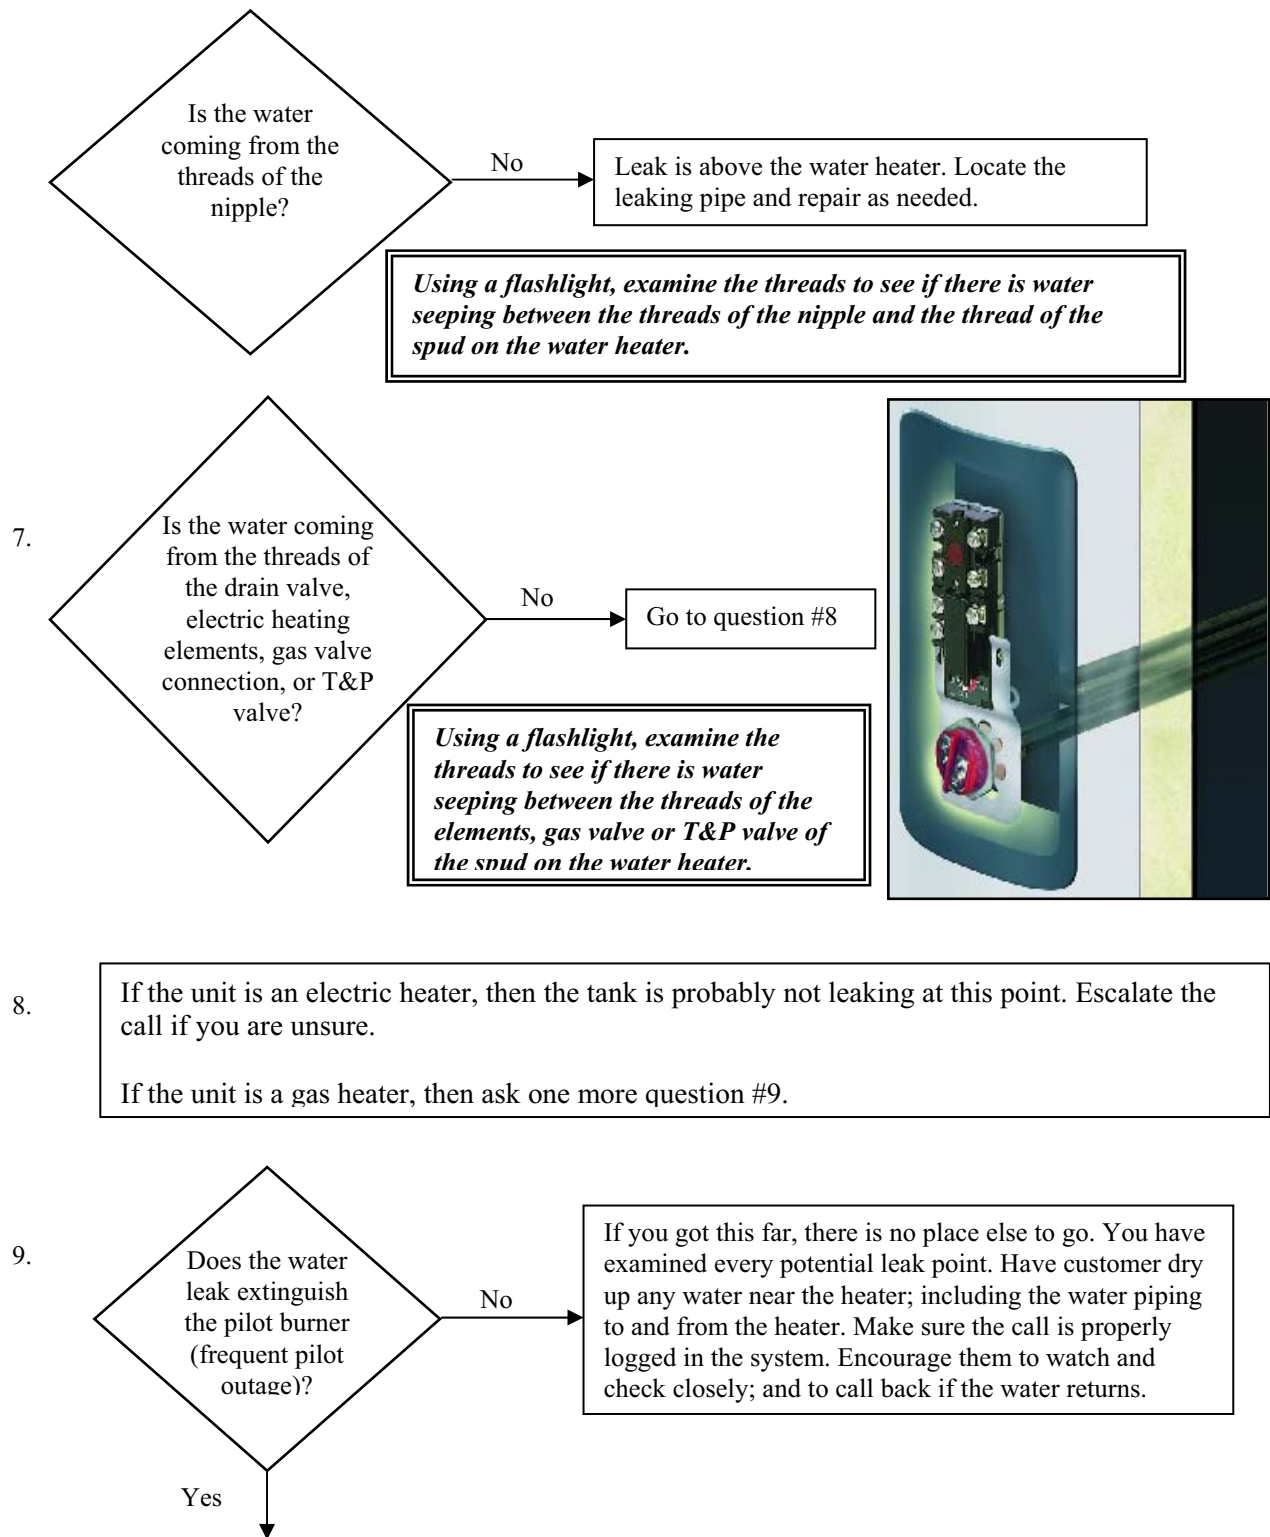 Is the water
coming from the
threads of the
nipple?
No
Leak is above the water heater. Locate the
leaking pipe and repair as needed.
Using a flashlight, examine the threads to see if there is water
seeping between the threads of the nipple and the thread of the
spud on the water heater.
7.
Is the water coming
from the threads of
the drain valve,
electric heating
elements, gas valve
connection, or T&P
valve?
No
Go to question #8
Using a flashlight, examine the
threads to see if there is water
seeping between the threads of the
elements, gas valve or T&P valve of
the spud on the water heater.
8.
If the unit is an electric heater, then the tank is probably not leaking at this point. Escalate the
call if you are unsure.
If the unit is a gas heater, then ask one more question #9.
9.
Does the water
leak extinguish
the pilot burner
(frequent pilot
outage)?
No
If you got this far, there is no place else to go. You have
examined every potential leak point. Have customer dry
up any water near the heater; including the water piping
to and from the heater. Make sure the call is properly
logged in the system. Encourage them to watch and
check closely; and to call back if the water returns.
Yes